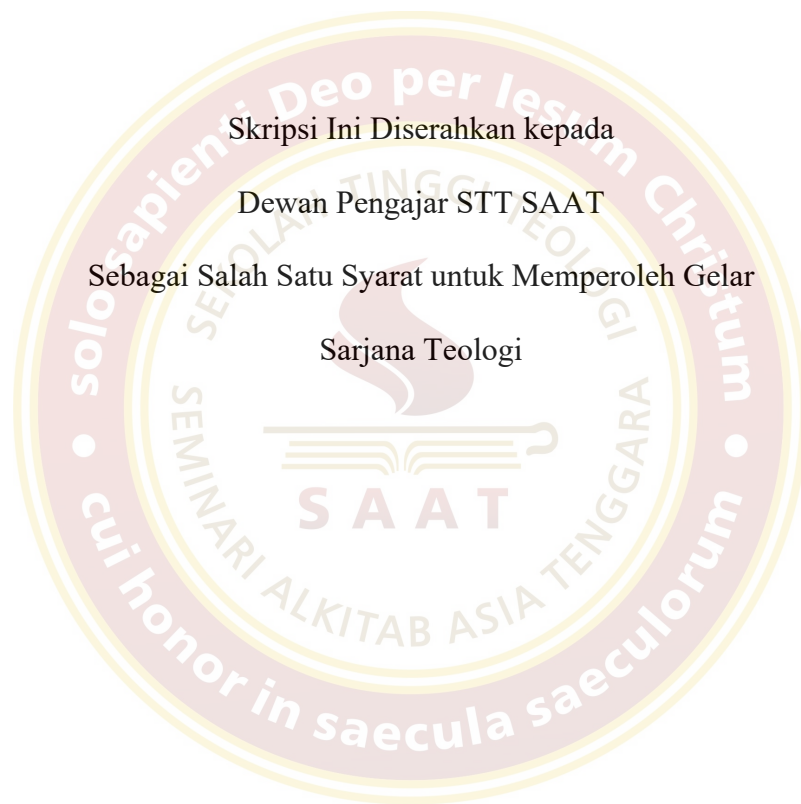 Skripsi Ini Diserahkan kepada
Dewan Pengajar STT SAAT
Sebagai Salah Satu Syarat untuk Memperoleh Gelar
Sarjana Teologi
solo sapienti Deo per Iesum Christum
cui honor in saecula saeculorum
SEKOLAH TINGGI TEOLOGI
SEMINARI ALKITAB ASIA TENGGARA
SAAT